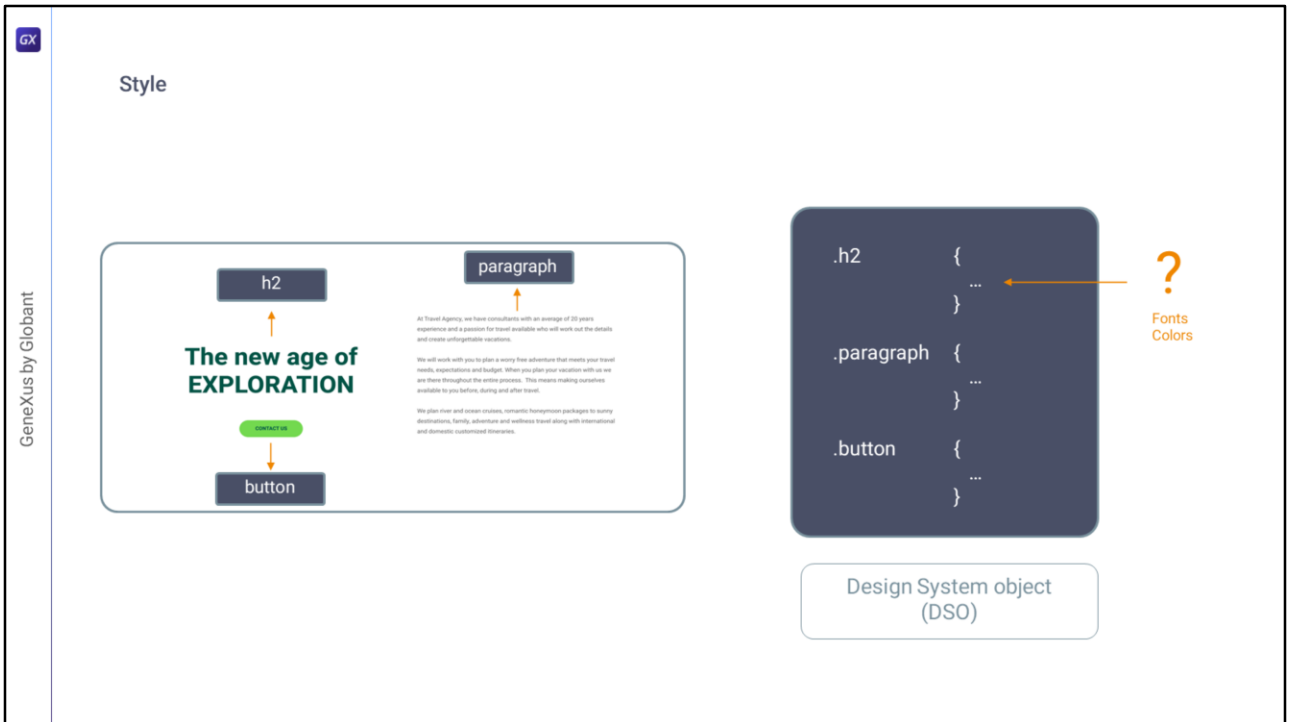 GX
GeneXus by Globant
Style
h2
paragraph
The new age of
EXPLORATION
CONTACT US
button
At Travel Agency, we have consultants with an average of 20 years
experience and a passion for travel available who will work out the details
and create unforgettable vacations.
We will work with you to plan a worry free adventure that meets your travel
needs, expectations and budget. When you plan your vacation with us we
are there throughout the entire process. This means making ourselves
available to you before, during and after travel.
We plan river and ocean cruises, romantic honeymoon packages to sunny
destinations, family, adventure and wellness travel along with international
and domestic customized itineraries.
.h2 {
...
}
.paragraph {
...
}
.button {
...
}
?
Fonts
Colors
Design System object
(DSO)